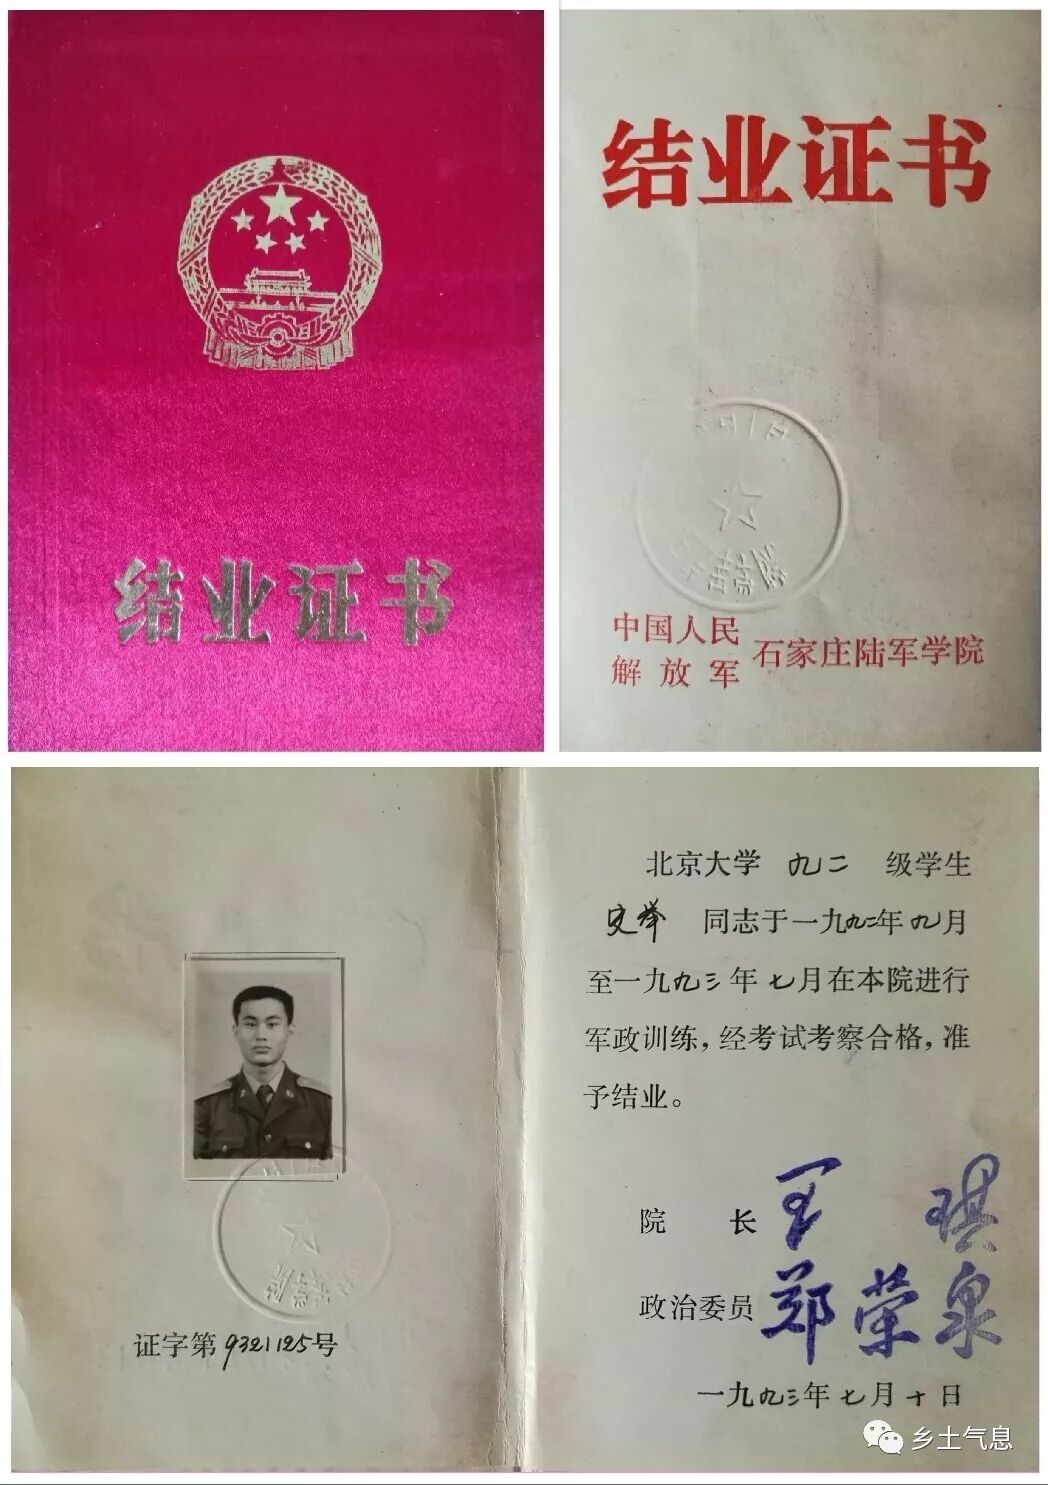 结业证书
结业证书
中国人民
解放军
石家庄陆军学院
北京大学 九二 级学生
文举 同志于一九九二年九月
至一九九三年七月在本院进行
军政训练，经考试考察合格，准
予结业。
院 长 王 琪
政治委员 郑荣泉
一九九三年七月十日
证字第9321125号
乡土气息